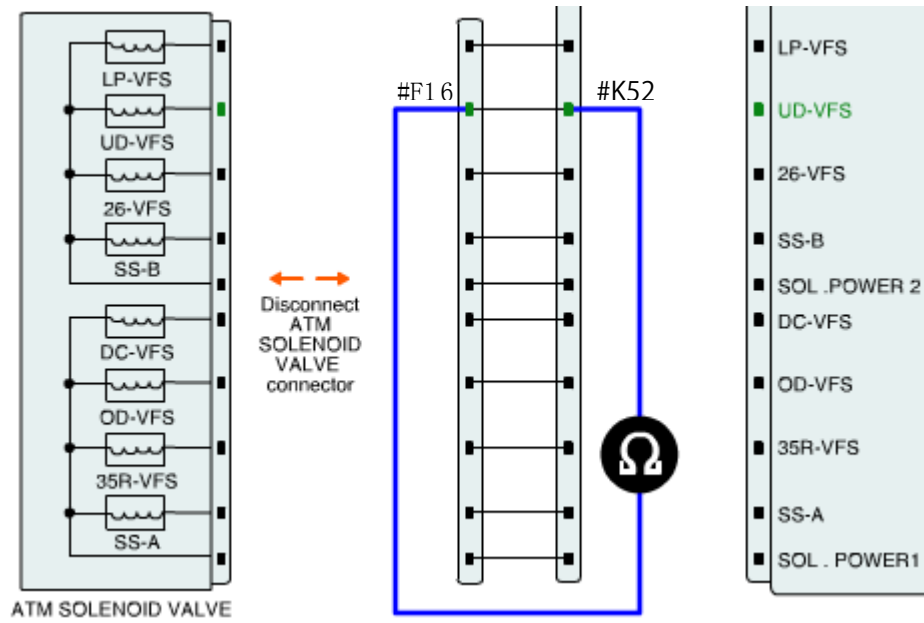 LP-VFS
UD-VFS
26-VFS
SS-B
DC-VFS
OD-VFS
35R-VFS
SS-A
ATM SOLENOID VALVE
Disconnect
ATM
SOLENOID
VALVE
connector
#F16
#K52
Ω
LP-VFS
UD-VFS
26-VFS
SS-B
SOL .POWER 2
DC-VFS
OD-VFS
35R-VFS
SS-A
SOL . POWER1